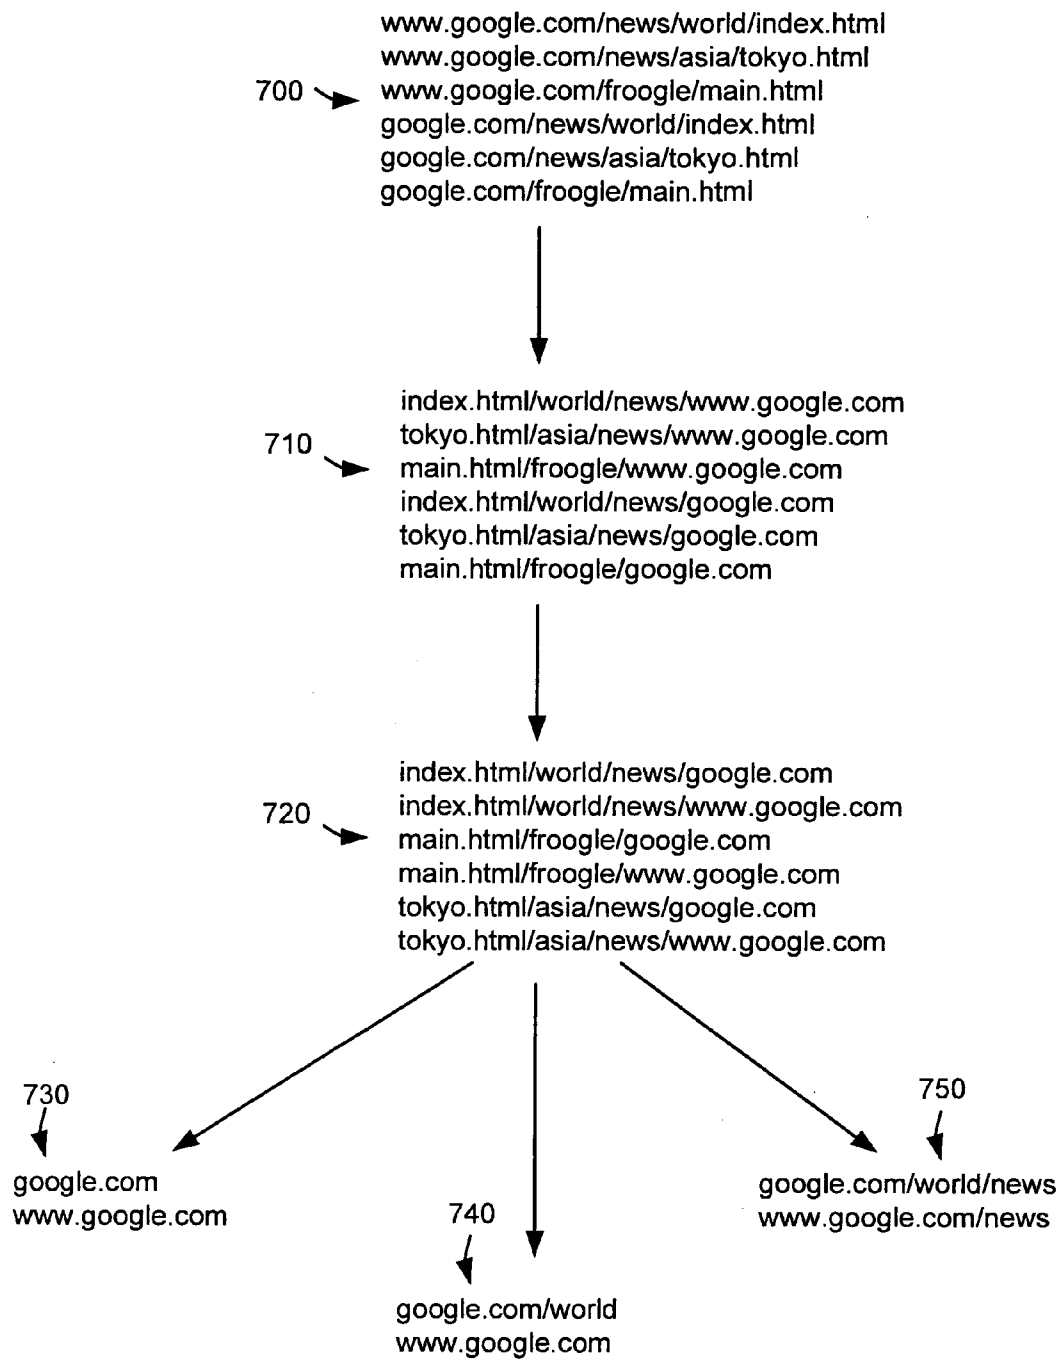 www.google.com/news/world/index.html
www.google.com/news/asia/tokyo.html
700
www.google.com/froogle/main.html
google.com/news/world/index.html
google.com/news/asia/tokyo.html
google.com/froogle/main.html
index.html/world/news/www.google.com
tokyo.html/asia/news/www.google.com
710
main.html/froogle/www.google.com
index.html/world/news/google.com
tokyo.html/asia/news/google.com
main.html/froogle/google.com
index.html/world/news/google.com
index.html/world/news/www.google.com
720
main.html/froogle/google.com
main.html/froogle/www.google.com
tokyo.html/asia/news/google.com
tokyo.html/asia/news/www.google.com
730
google.com
www.google.com
740
google.com/world
www.google.com
750
google.com/world/news
www.google.com/news